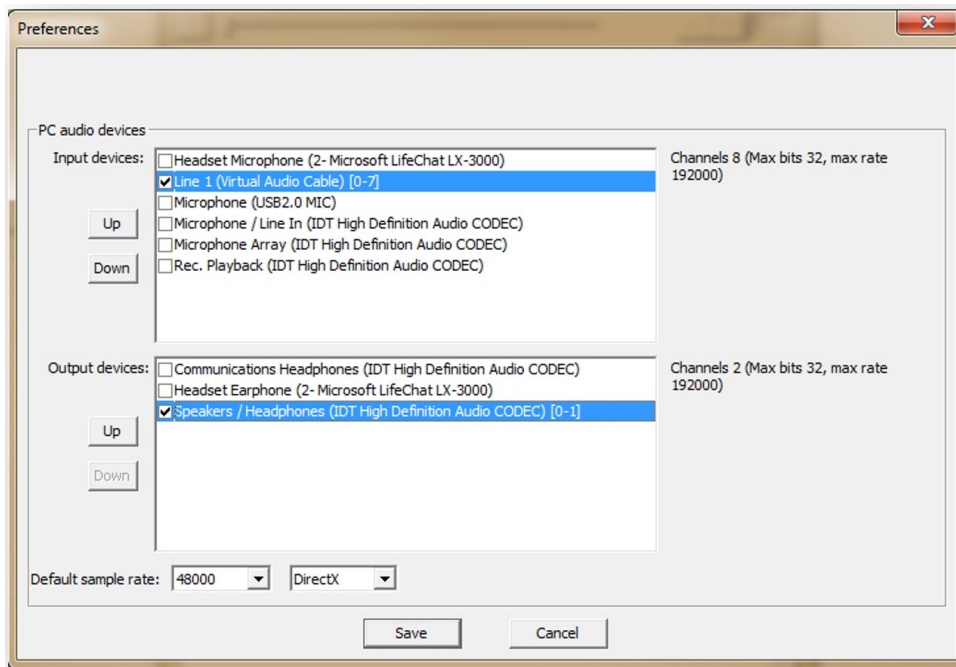 Preferences
x
PC audio devices
Input devices:
Headset Microphone (2- Microsoft LifeChat LX-3000)
Line 1 (Virtual Audio Cable) [0-7]
Microphone (USB2.0 MIC)
Microphone / Line In (IDT High Definition Audio CODEC)
Microphone Array (IDT High Definition Audio CODEC)
Rec. Playback (IDT High Definition Audio CODEC)
Channels 8 (Max bits 32, max rate
192000)
Up
Down
Output devices:
Communications Headphones (IDT High Definition Audio CODEC)
Headset Earphone (2- Microsoft LifeChat LX-3000)
Speakers / Headphones (IDT High Definition Audio CODEC) [0-1]
Channels 2 (Max bits 32, max rate
192000)
Up
Down
Default sample rate: 48000 DirectX
Save Cancel